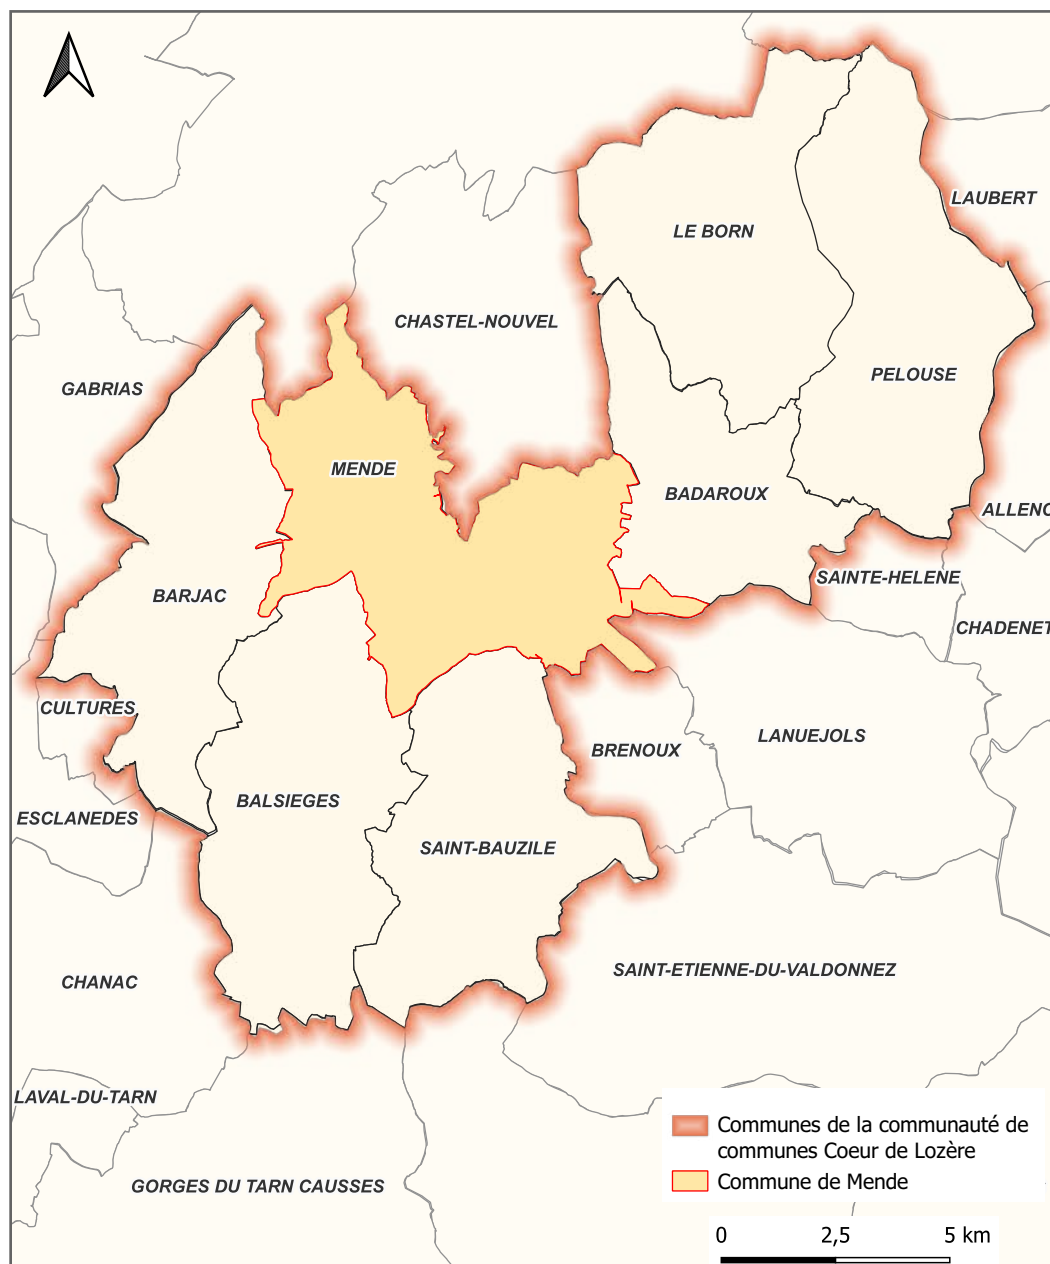 LAUBERT
LE BORN
CHASTEL-NOUVEL
PELOUSE
GABRIAS
MENDE
BADAROUX
ALLENC
SAINTE-HELENE
BARJAC
CHADENET
CULTURES
LANUEJOLS
BRENOUX
BALSIEGES
ESCLANEDES
SAINT-BAUZILE
SAINT-ETIENNE-DU-VALDONNEZ
CHANAC
LAVAL-DU-TARN
GORGES DU TARN CAUSSES
Communes de la communauté de
communes Coeur de Lozère
Commune de Mende
0 2,5 5 km